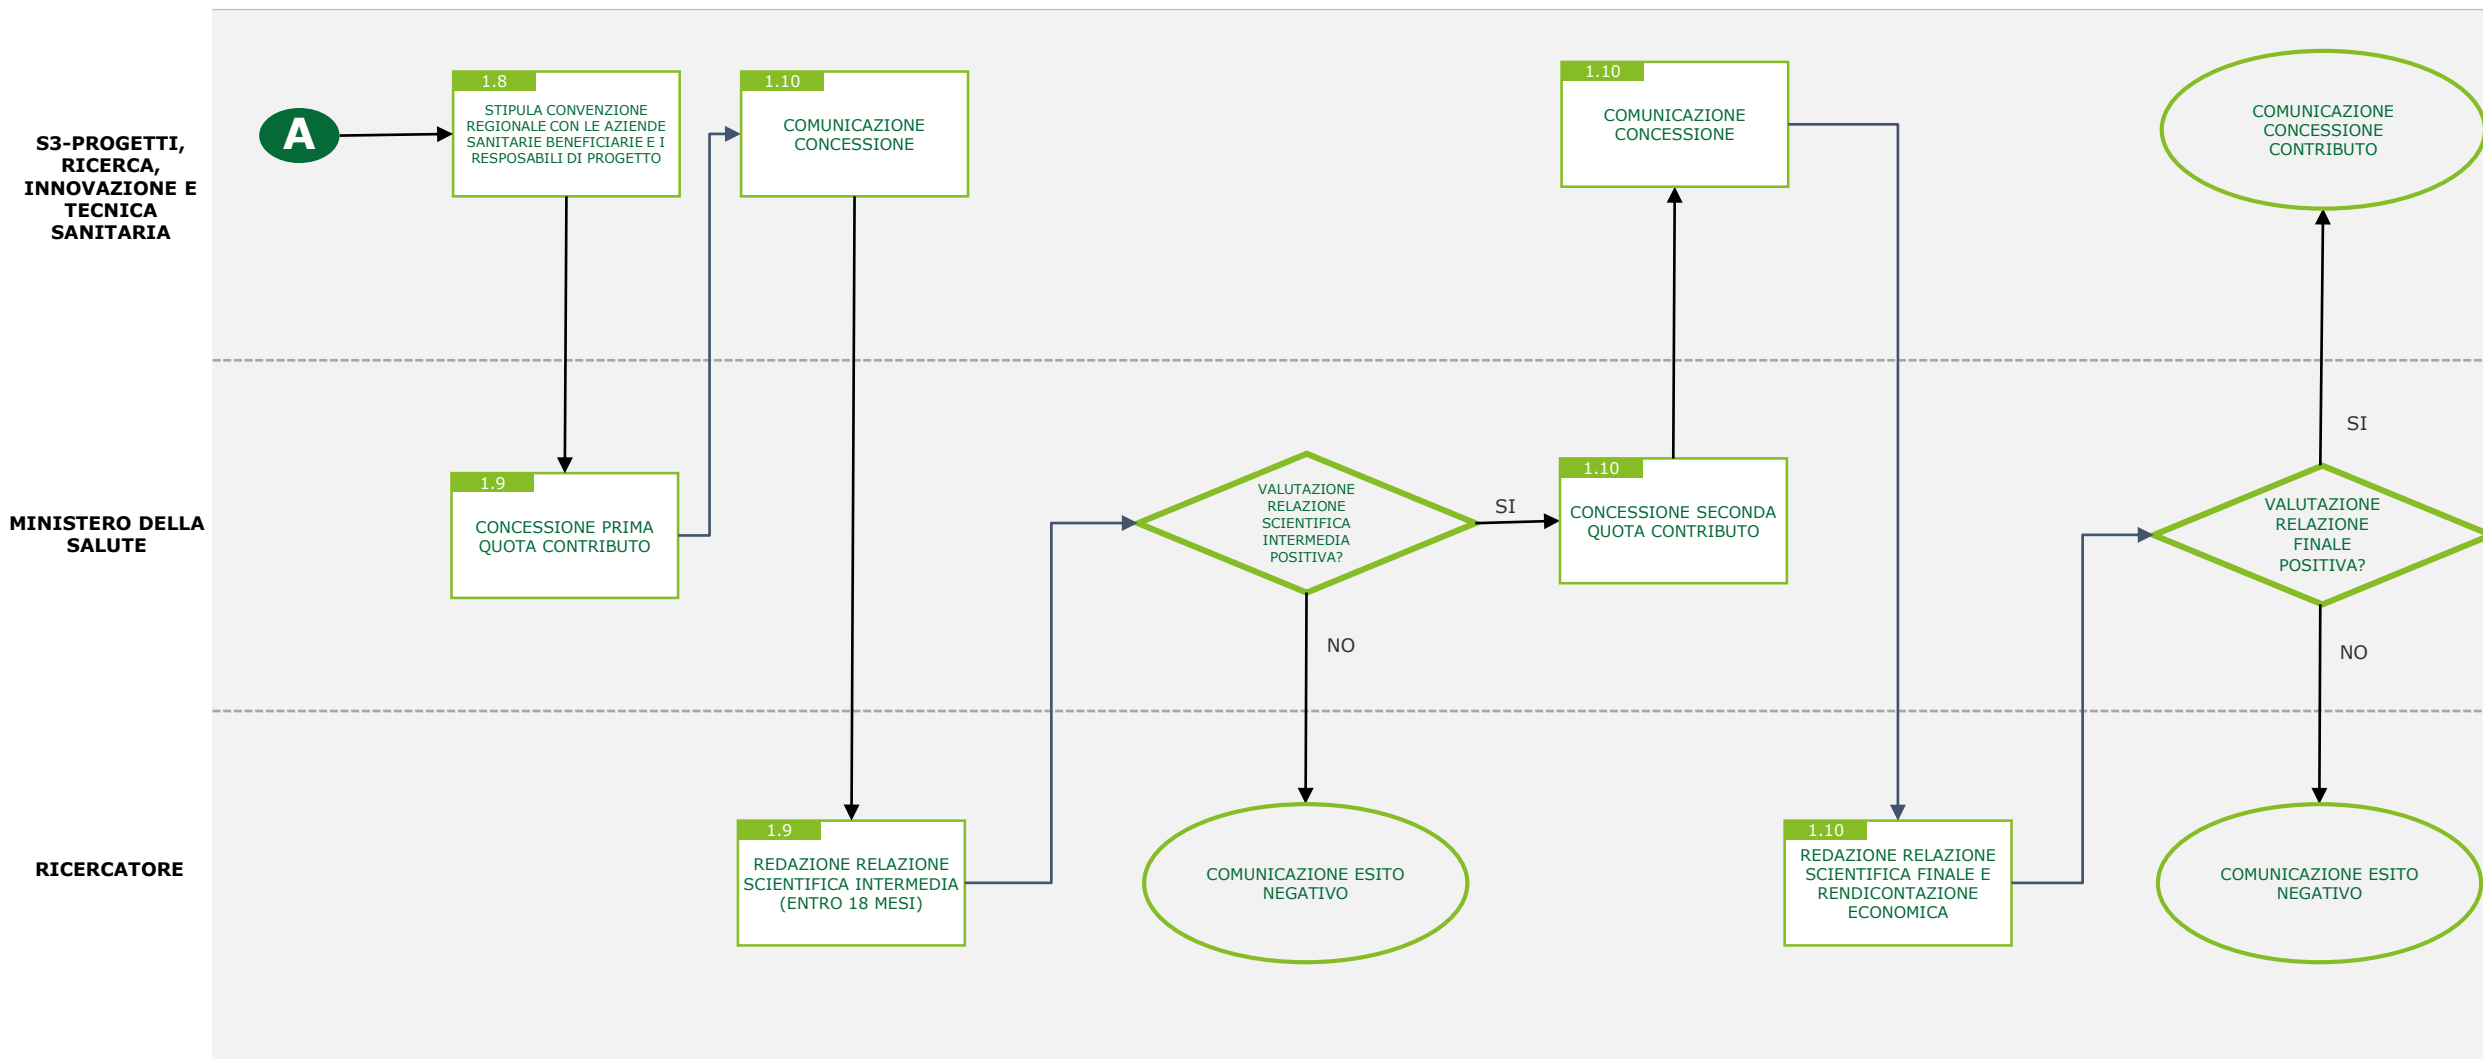 S3-PROGETTI,
RICERCA,
INNOVAZIONE E
TECNICA
SANITARIA
A
1.8
STIPULA CONVENZIONE
REGIONALE CON LE AZIENDE
SANITARIE BENEFICIARIE E I
RESPOSABILI DI PROGETTO
1.10
COMUNICAZIONE
CONCESSIONE
1.10
COMUNICAZIONE
CONCESSIONE
COMUNICAZIONE
CONCESSIONE
CONTRIBUTO
MINISTERO DELLA
SALUTE
1.9
CONCESSIONE PRIMA
QUOTA CONTRIBUTO
VALUTAZIONE
RELAZIONE
SCIENTIFICA
INTERMEDIA
POSITIVA?
SI
NO
1.10
CONCESSIONE SECONDA
QUOTA CONTRIBUTO
SI
VALUTAZIONE
RELAZIONE
FINALE
POSITIVA?
NO
RICERCATORE
1.9
REDAZIONE RELAZIONE
SCIENTIFICA INTERMEDIA
(ENTRO 18 MESI)
COMUNICAZIONE ESITO
NEGATIVO
1.10
REDAZIONE RELAZIONE
SCIENTIFICA FINALE E
RENDICONTAZIONE
ECONOMICA
COMUNICAZIONE ESITO
NEGATIVO